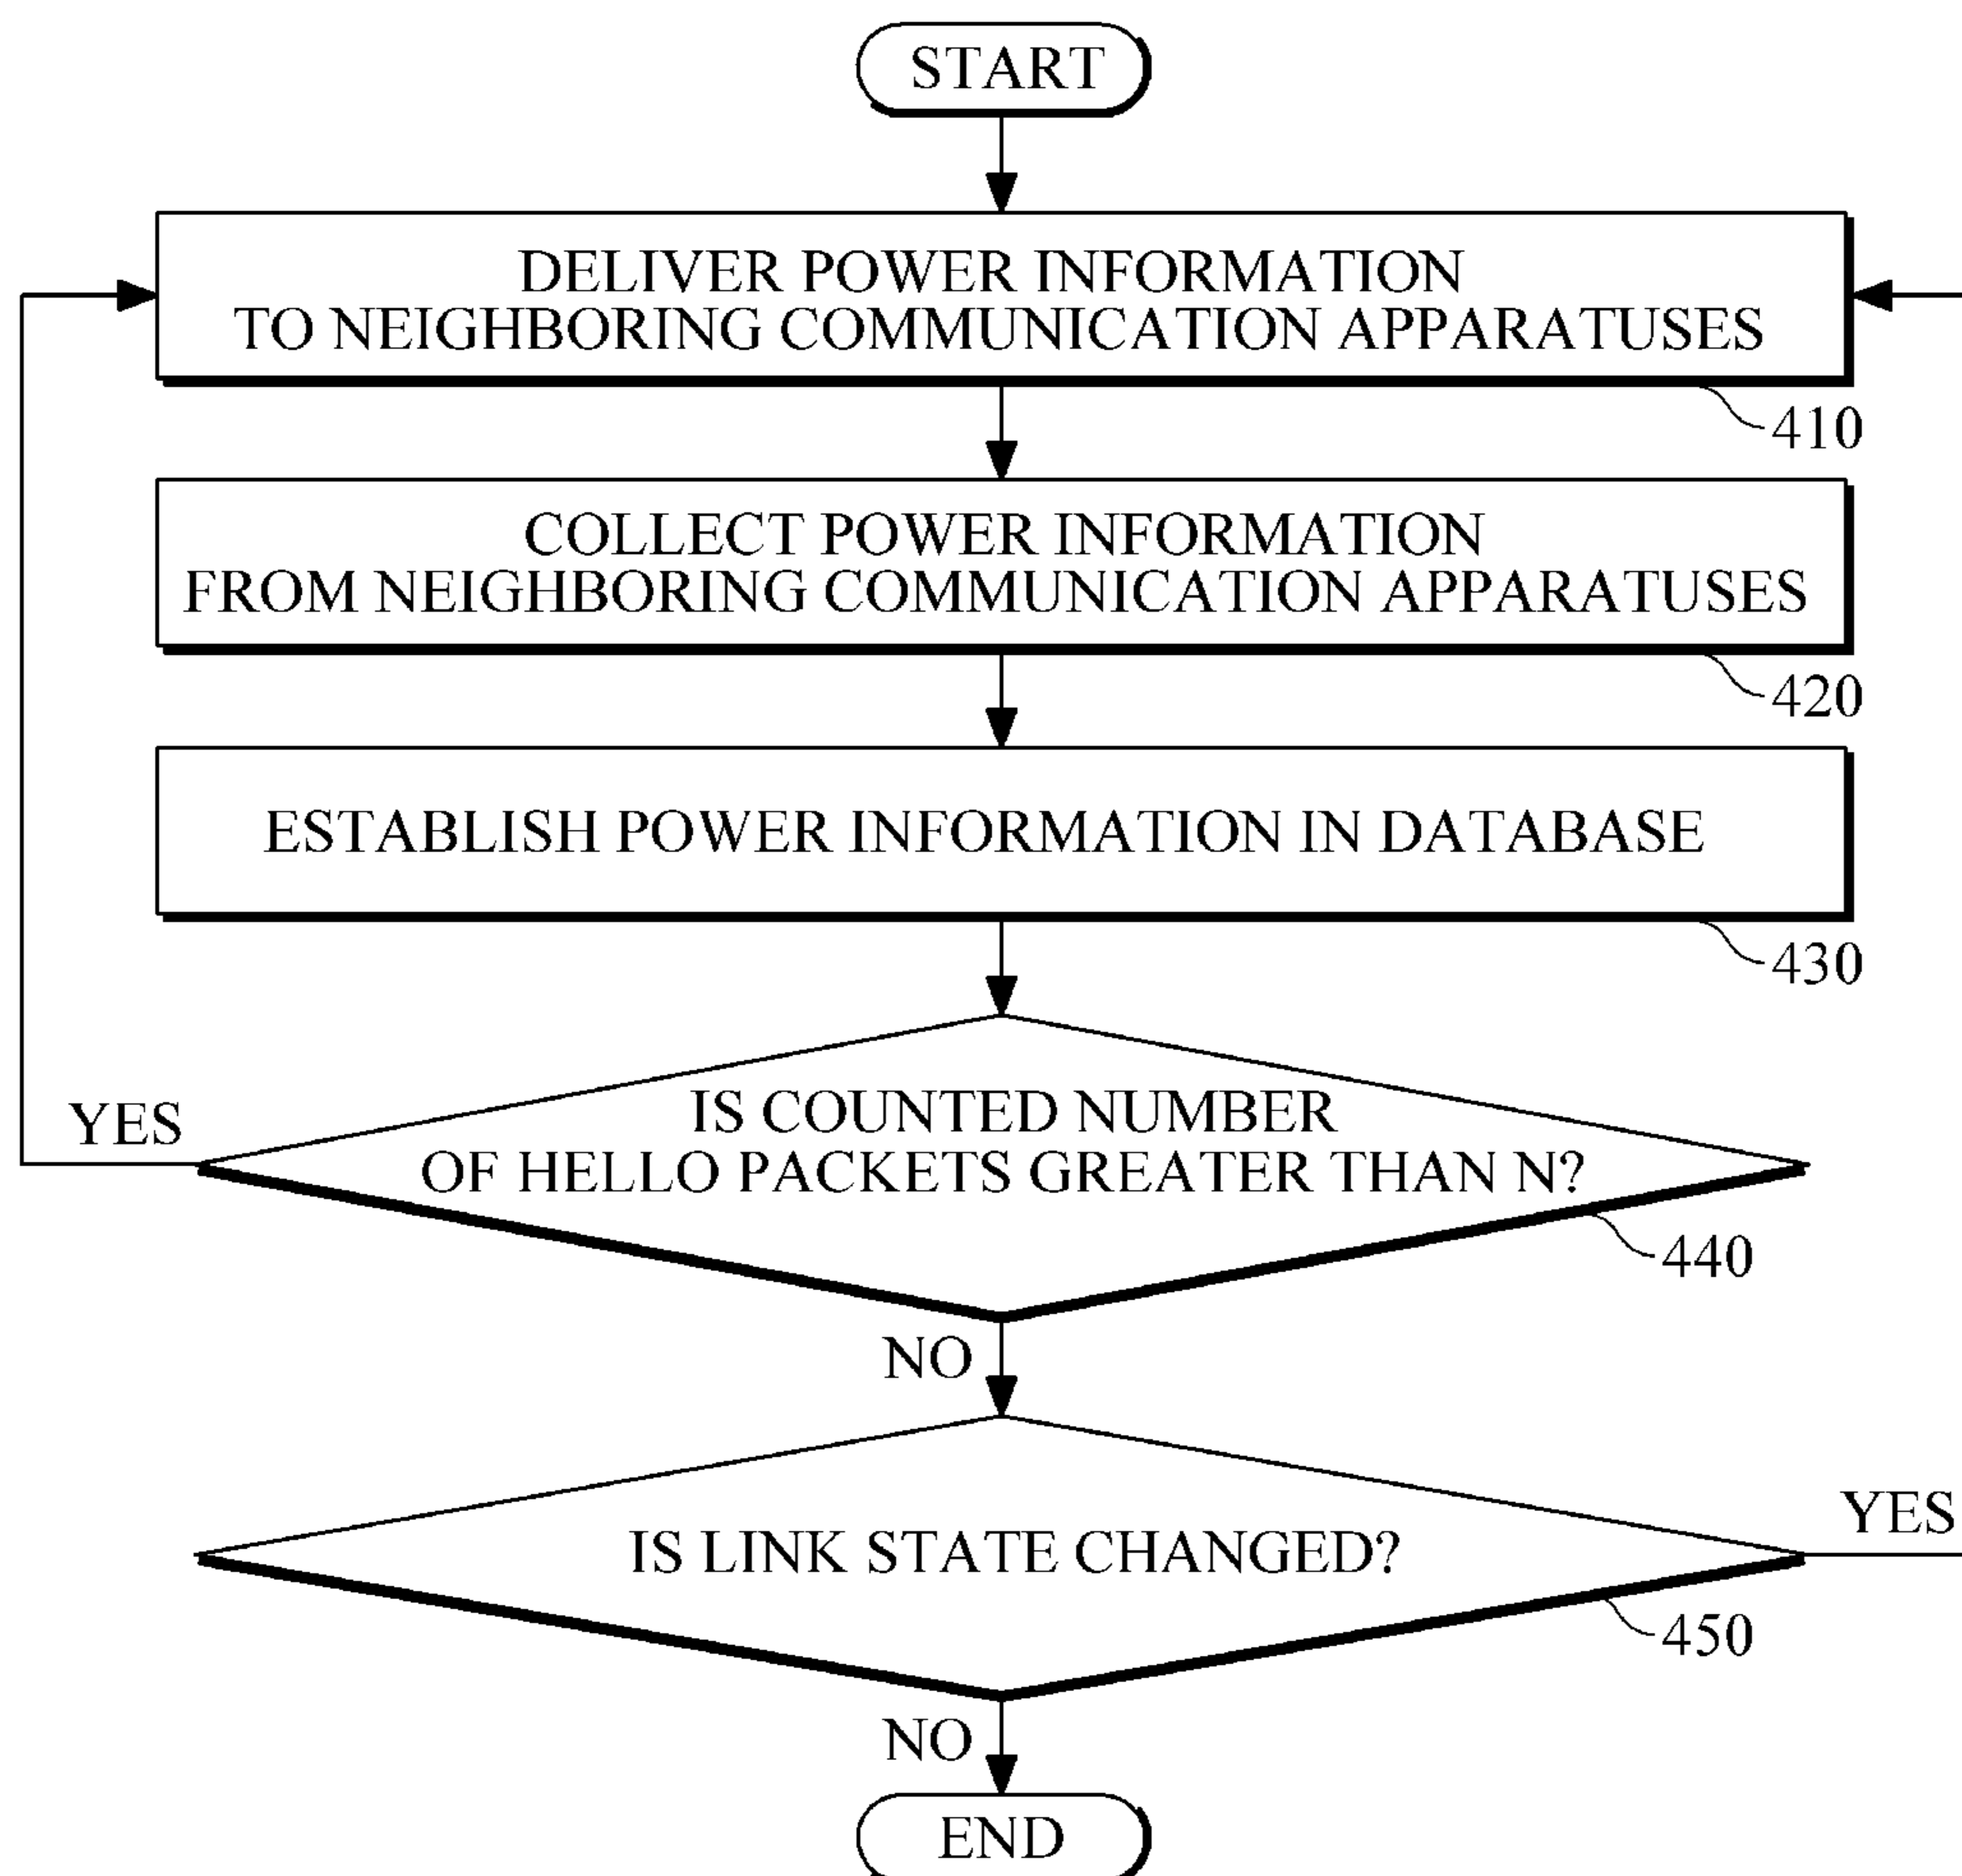 START
DELIVER POWER INFORMATION
TO NEIGHBORING COMMUNICATION APPARATUSES
410
COLLECT POWER INFORMATION
FROM NEIGHBORING COMMUNICATION APPARATUSES
420
ESTABLISH POWER INFORMATION IN DATABASE
430
YES
IS COUNTED NUMBER
OF HELLO PACKETS GREATER THAN N?
440
NO
YES
IS LINK STATE CHANGED?
450
NO
END